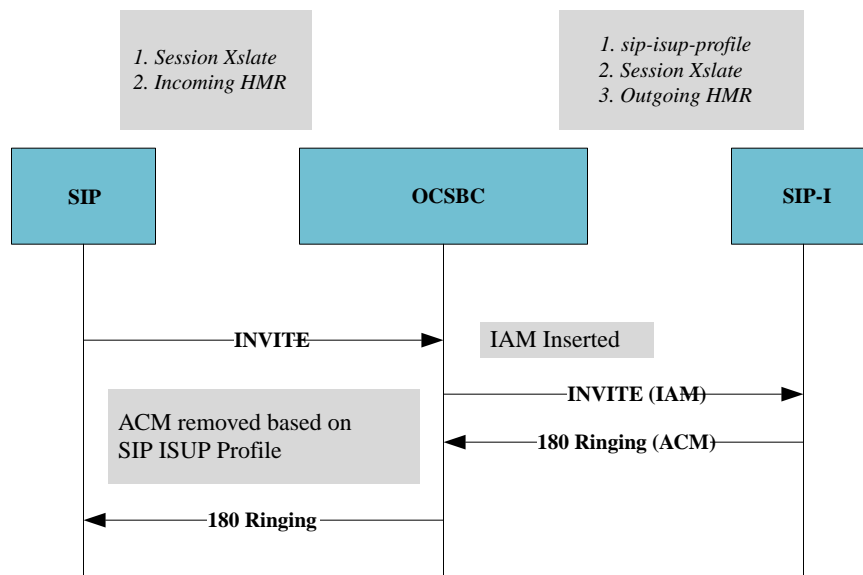 1. Session Xslate
2. Incoming HMR
1. sip-isup-profile
2. Session Xslate
3. Outgoing HMR
SIP
OCSBC
SIP-I
INVITE
IAM Inserted
INVITE (IAM)
ACM removed based on
SIP ISUP Profile
180 Ringing (ACM)
180 Ringing